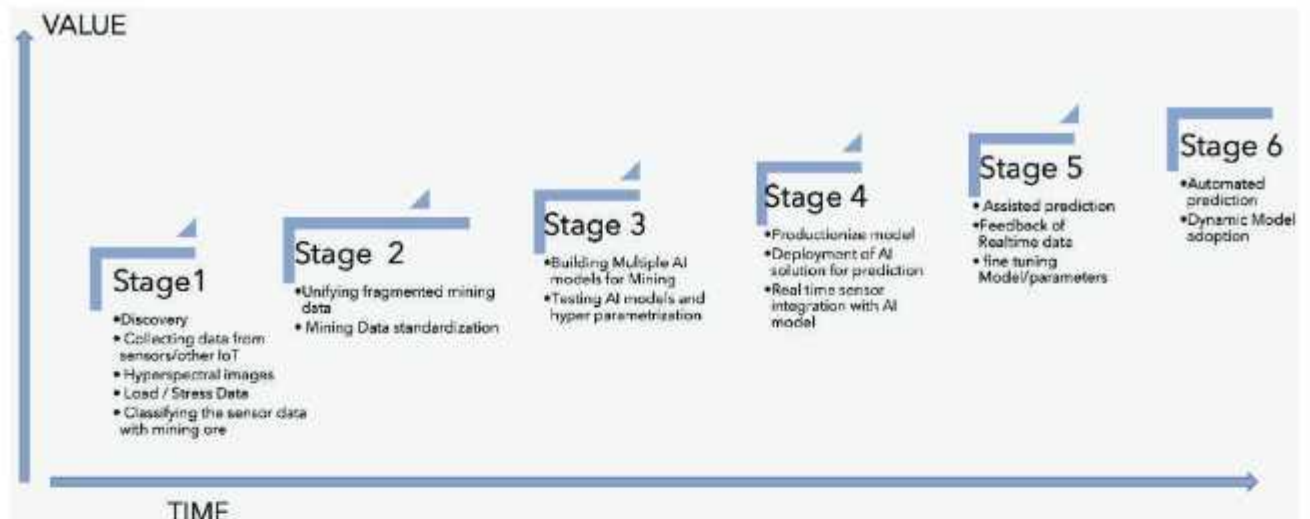 VALUE
Stage1
•Discovery
• Collecting data from
sensors/other IoT
• Hyperspectral images
• Load / Stress Data
• Classifying the sensor data
with mining ore
Stage 2
•Unifying fragmented mining
data
• Mining Data standardization
Stage 3
•Building Multiple AI
models for Mining
•Testing AI models and
hyper parametrization
Stage 4
•Productionize model
•Deployment of AI
solution for prediction
•Real time sensor
integration with AI
model
Stage 5
• Assisted prediction
•Feedback of
Realtime data
• fine tuning
Model/parameters
Stage 6
•Automated
prediction
•Dynamic Model
adoption
TIME